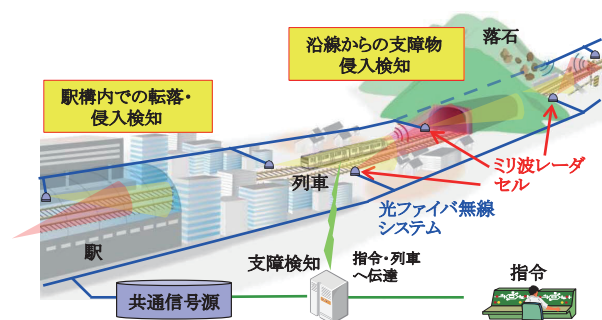 落石
沿線からの支障物
侵入検知
駅構内での転落・
侵入検知
ミリ波レーダ
セル
列車
光ファイバ無線
システム
駅
支障検知
指令・列車
へ伝達
指令
共通信号源